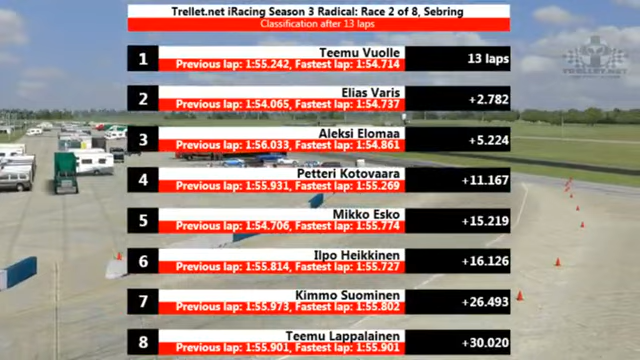 Trellet.net iRacing Season 3 Radical: Race 2 of 8, Sebring
Classification after 13 laps
1
Teemu Vuolle
Previous lap: 1:55.242, Fastest lap: 1:54.714
13 laps
2
Elias Varis
Previous lap: 1:54.065, Fastest lap: 1:54.737
+2.782
3
Aleksi Elomaa
Previous lap: 1:56.033, Fastest lap: 1:54.861
+5.224
4
Petteri Kotovaara
Previous lap: 1:55.931, Fastest lap: 1:55.269
+11.167
5
Mikko Esko
Previous lap: 1:54.706, Fastest lap: 1:55.774
+15.219
6
Ilpo Heikkinen
Previous lap: 1:55.814, Fastest lap: 1:55.727
+16.126
7
Kimmo Suominen
Previous lap: 1:55.973, Fastest lap: 1:55.802
+26.493
8
Teemu Lappalainen
Previous lap: 1:55.901, Fastest lap: 1:55.901
+30.020
TRELLET.NET